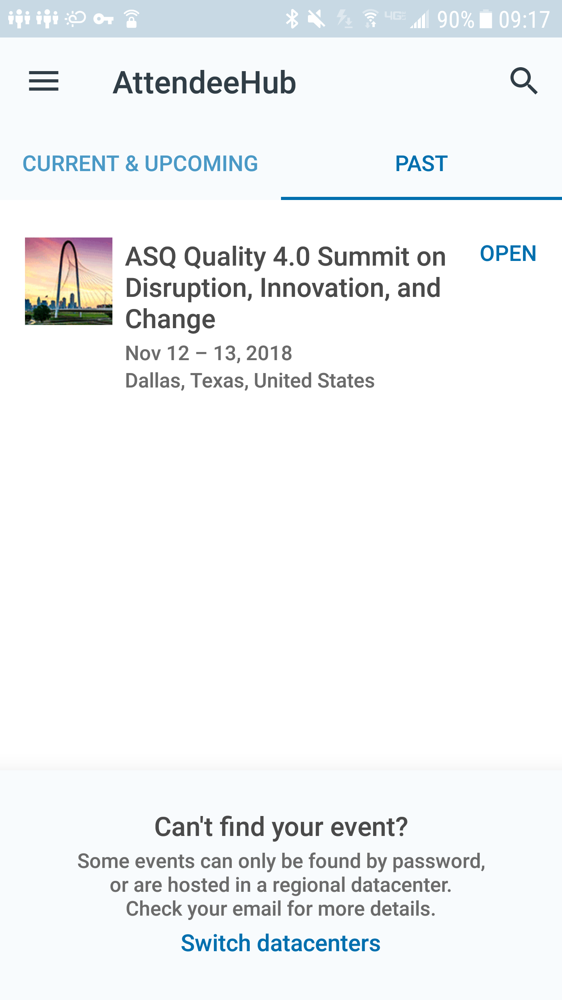 4G LTE 90% 09:17
AttendeeHub
CURRENT & UPCOMING PAST
ASQ Quality 4.0 Summit on OPEN
Disruption, Innovation, and
Change
Nov 12 – 13, 2018
Dallas, Texas, United States
Can't find your event?
Some events can only be found by password,
or are hosted in a regional datacenter.
Check your email for more details.
Switch datacenters